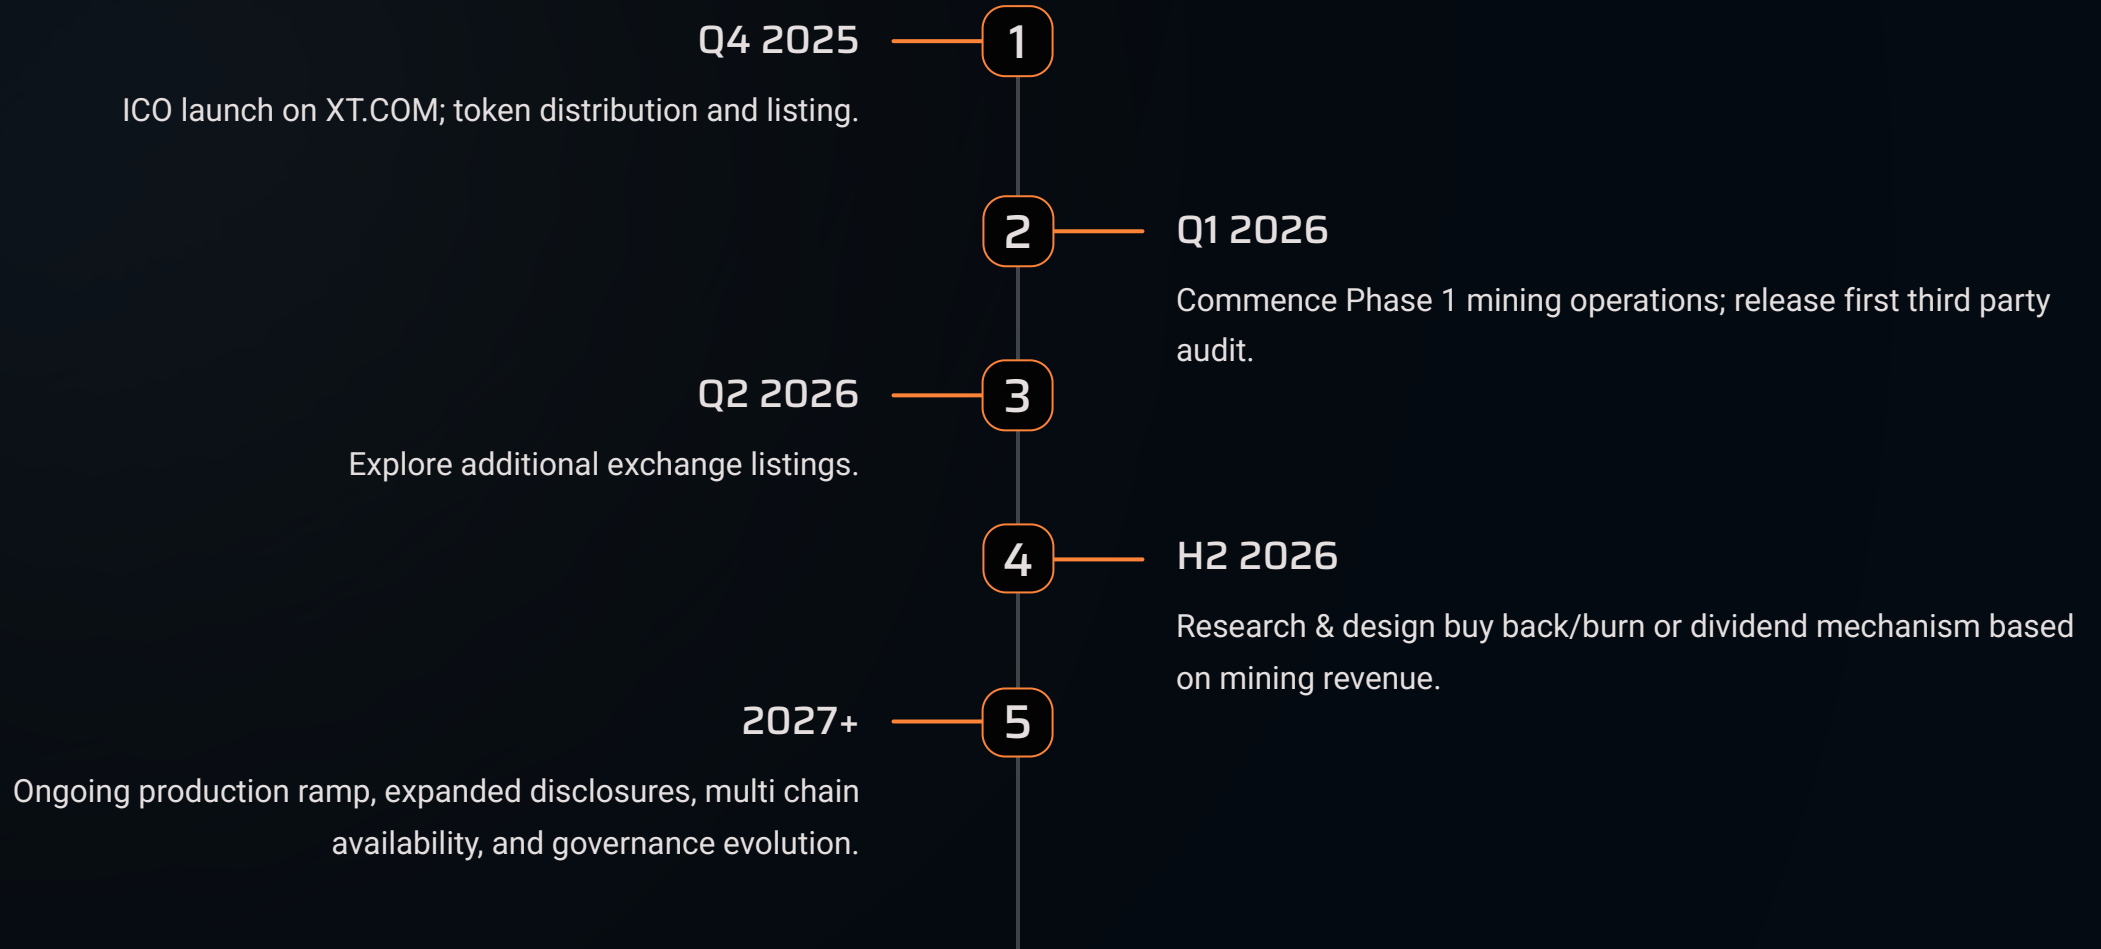 Q4 2025
1
ICO launch on XT.COM; token distribution and listing.
2
Q1 2026
Commence Phase 1 mining operations; release first third party
audit.
Q2 2026
3
Explore additional exchange listings.
4
H2 2026
Research & design buy back/burn or dividend mechanism based
on mining revenue.
2027+
5
Ongoing production ramp, expanded disclosures, multi chain
availability, and governance evolution.